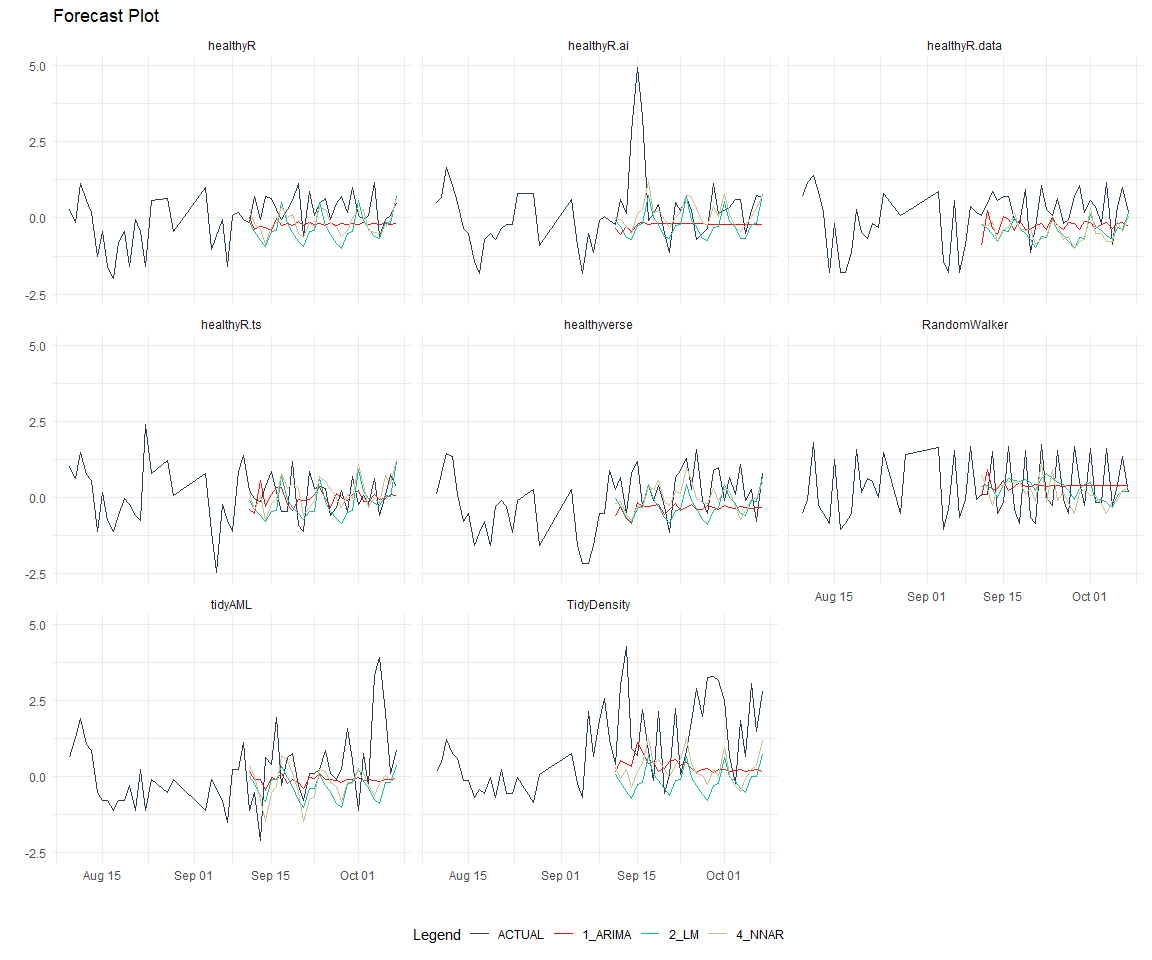 Forecast Plot
healthyR healthyR.ai healthyR.data
5.0
2.5
0.0
-2.5
healthyR.ts healthyverse RandomWalker
5.0
2.5
0.0
-2.5
Aug 15 Sep 01 Sep 15 Oct 01
tidyAML TidyDensity
5.0
2.5
0.0
-2.5
Aug 15 Sep 01 Sep 15 Oct 01 Aug 15 Sep 01 Sep 15 Oct 01
Legend ACTUAL 1_ARIMA 2_LM 4_NNAR